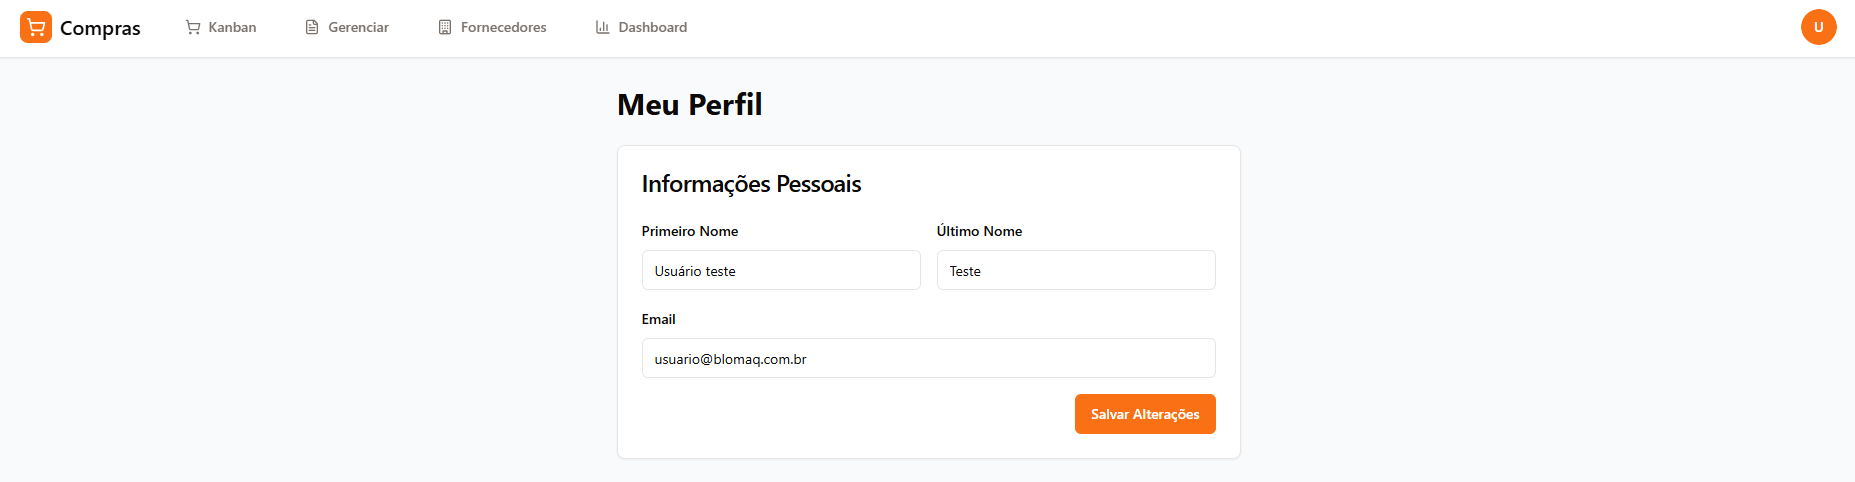 Compras Kanban Gerenciar Fornecedores Dashboard U
Meu Perfil
Informações Pessoais
Primeiro Nome Último Nome
Usuário teste Teste
Email
usuario@blomaq.com.br
Salvar Alterações